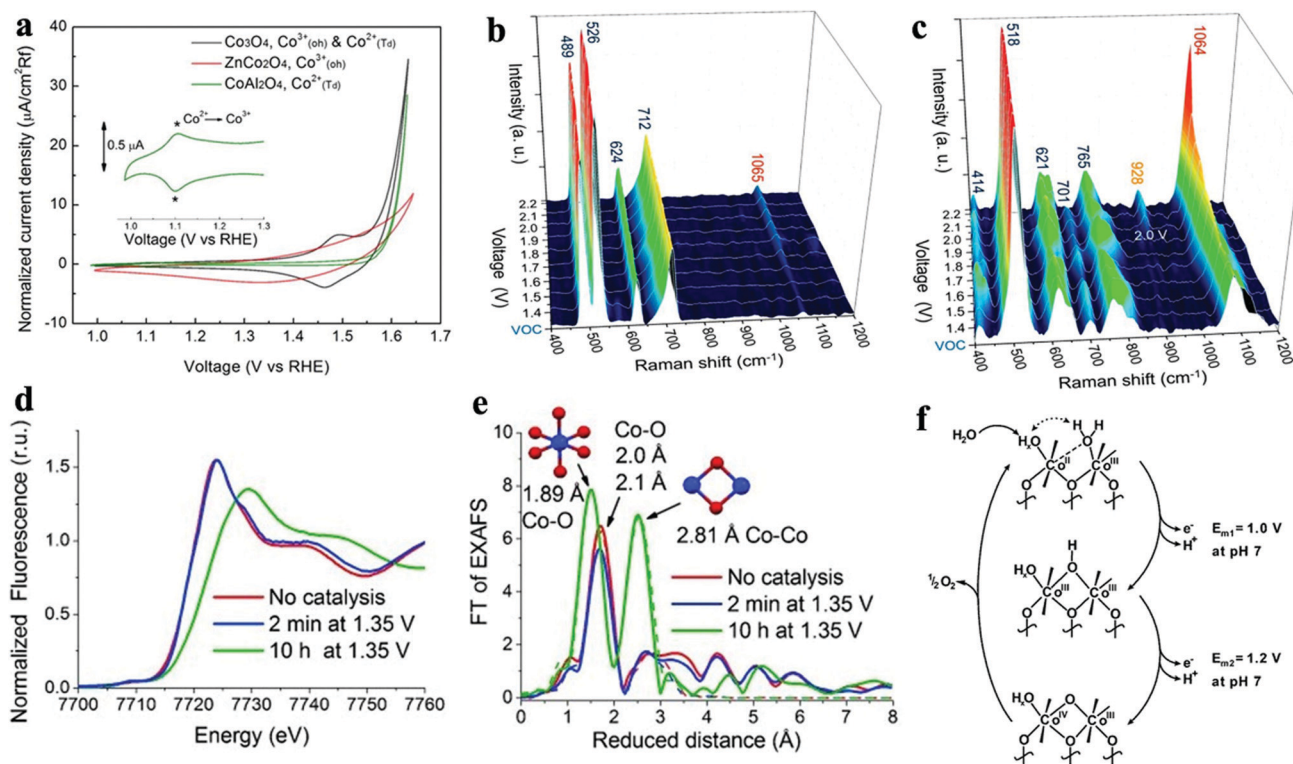 a
Normalized current density (μA/cm²Rf)
40
30
20
10
0
-10
Co₃O₄, Co³⁺(oh) & Co²⁺(Td)
ZnCo₂O₄, Co³⁺(oh)
CoAl₂O₄, Co²⁺(Td)
* Co²⁺ → Co³⁺
0.5 μA
*
1.0 1.1 1.2 1.3
Voltage (V vs RHE)
1.0 1.1 1.2 1.3 1.4 1.5 1.6 1.7
Voltage (V vs RHE)
b
Intensity (a. u.)
489
526
624
712
1065
2.2
2.1
2.0
1.9
1.8
1.7
1.6
1.5
1.4
VOC
Voltage (V)
400 500 600 700 800 900 1000 1100 1200
Raman shift (cm⁻¹)
c
Intensity (a. u.)
414
518
621
701
765
928
1064
2.0 V
2.2
2.1
2.0
1.9
1.8
1.7
1.6
1.5
1.4
VOC
Voltage (V)
400 500 600 700 800 900 1000 1100 1200
Raman shift (cm⁻¹)
d
Normalized Fluorescence (r.u.)
1.5
1.0
0.5
0.0
No catalysis
2 min at 1.35 V
10 h at 1.35 V
7700 7710 7720 7730 7740 7750 7760
Energy (eV)
e
FT of EXAFS
10
8
6
4
2
0
1.89 Å
Co-O
Co-O
2.0 Å
2.1 Å
2.81 Å Co-Co
No catalysis
2 min at 1.35 V
10 h at 1.35 V
0 1 2 3 4 5 6 7 8
Reduced distance (Å)
f
H₂O
HₓO
H H
O
Co^II Co^III
O O O
e⁻
H⁺
Eₘ₁= 1.0 V
at pH 7
H
HₓO O
Co^III Co^III
O O O
½O₂
e⁻
H⁺
Eₘ₂= 1.2 V
at pH 7
HₓO O
Co^IV Co^III
O O O